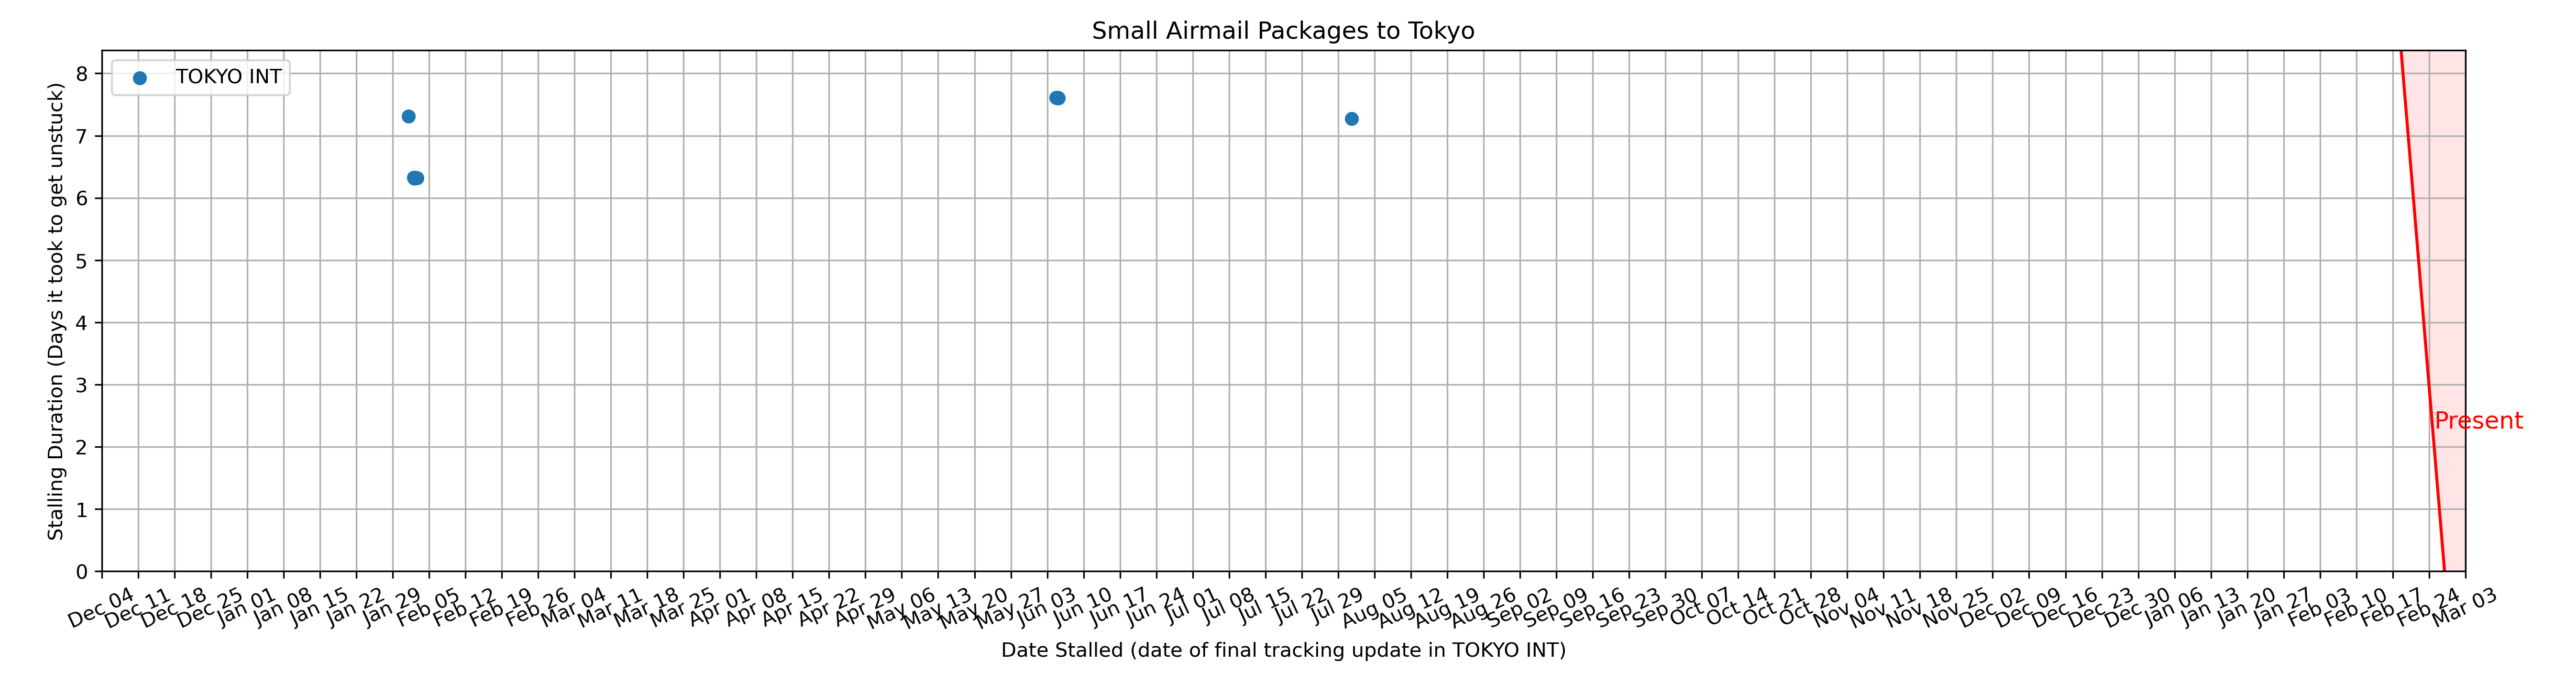 Small Airmail Packages to Tokyo
TOKYO INT
Stalling Duration (Days it took to get unstuck)
8
7
6
5
4
3
2
1
0
Present
Dec 04
Dec 11
Dec 18
Dec 25
Jan 01
Jan 08
Jan 15
Jan 22
Jan 29
Feb 05
Feb 12
Feb 19
Feb 26
Mar 04
Mar 11
Mar 18
Mar 25
Apr 01
Apr 08
Apr 15
Apr 22
Apr 29
May 06
May 13
May 20
May 27
Jun 03
Jun 10
Jun 17
Jun 24
Jul 01
Jul 08
Jul 15
Jul 22
Jul 29
Aug 05
Aug 12
Aug 19
Aug 26
Sep 02
Sep 09
Sep 16
Sep 23
Sep 30
Oct 07
Oct 14
Oct 21
Oct 28
Nov 04
Nov 11
Nov 18
Nov 25
Dec 02
Dec 09
Dec 16
Dec 23
Dec 30
Jan 06
Jan 13
Jan 20
Jan 27
Feb 03
Feb 10
Feb 17
Feb 24
Mar 03
Date Stalled (date of final tracking update in TOKYO INT)